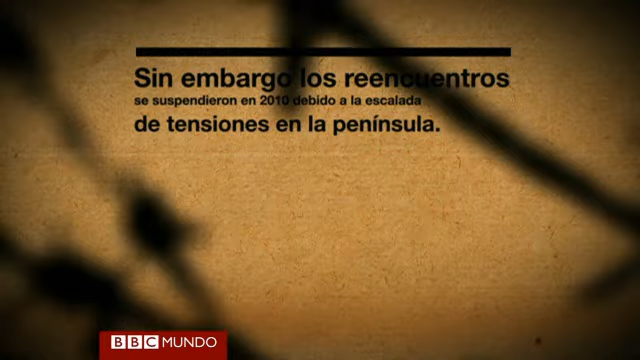 Sin embargo los reencuentros
se suspendieron en 2010 debido a la escalada
de tensiones en la península.
BBC MUNDO